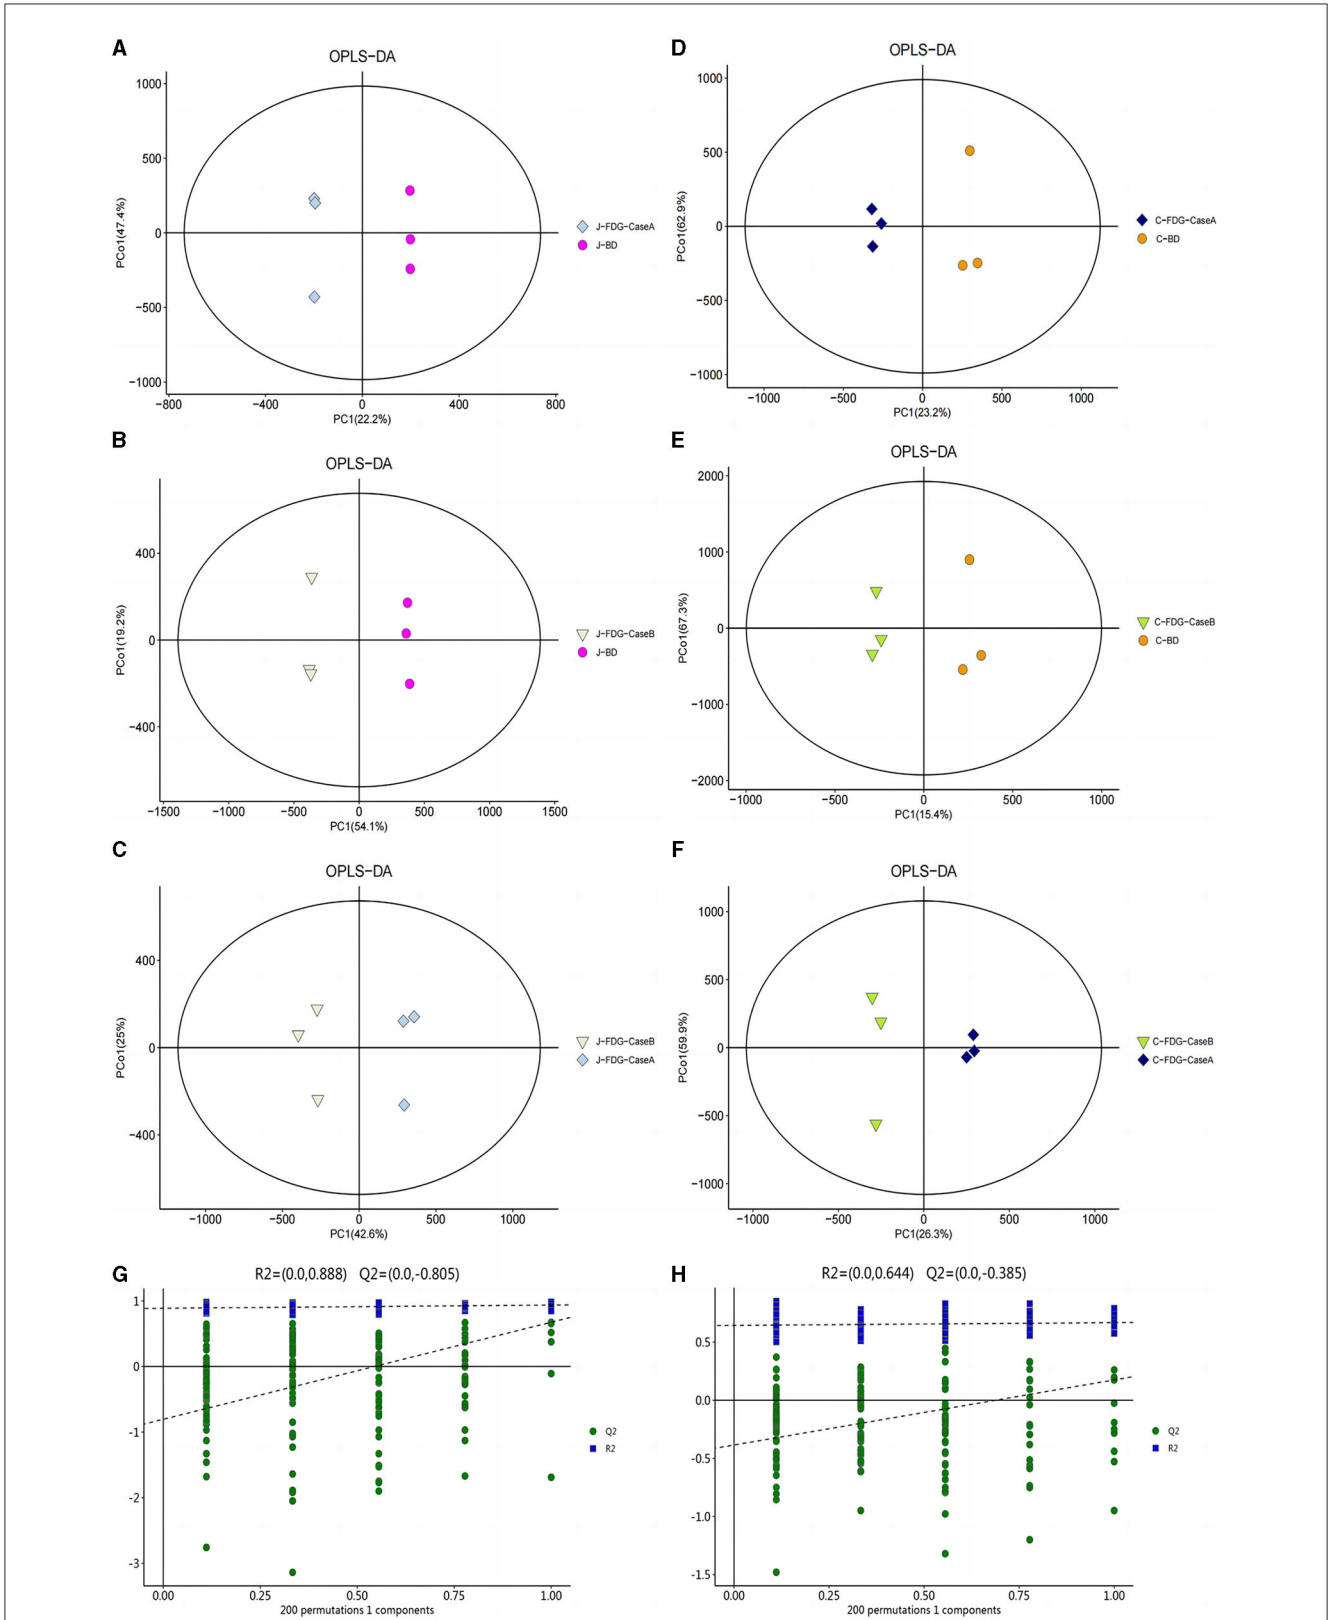 A
OPLS−DA
1000
500
0
−500
−1000
PCo1(47.4%)
−800
−400
0
400
800
PC1(22.2%)
J−FDG−CaseA
J−BD
D
OPLS−DA
1000
500
0
−500
−1000
PCo1(62.9%)
−1000
−500
0
500
1000
PC1(23.2%)
C−FDG−CaseA
C−BD
B
OPLS−DA
400
0
−400
PCo1(19.2%)
−1500
−1000
−500
0
500
1000
1500
PC1(54.1%)
J−FDG−CaseB
J−BD
E
OPLS−DA
2000
1000
0
−1000
−2000
PCo1(67.3%)
−1000
−500
0
500
1000
PC1(15.4%)
C−FDG−CaseB
C−BD
C
OPLS−DA
400
0
−400
PCo1(25%)
−1000
−500
0
500
1000
PC1(42.6%)
J−FDG−CaseB
J−FDG−CaseA
F
OPLS−DA
1000
500
0
−500
−1000
PCo1(59.9%)
−1000
−500
0
500
1000
PC1(26.3%)
C−FDG−CaseB
C−FDG−CaseA
G
R2=(0.0,0.888) Q2=(0.0,-0.805)
1
0
-1
-2
-3
0.00
0.25
0.50
0.75
1.00
200 permutations 1 components
Q2
R2
H
R2=(0.0,0.644) Q2=(0.0,-0.385)
0.5
0.0
-0.5
-1.0
-1.5
0.00
0.25
0.50
0.75
1.00
200 permutations 1 components
Q2
R2